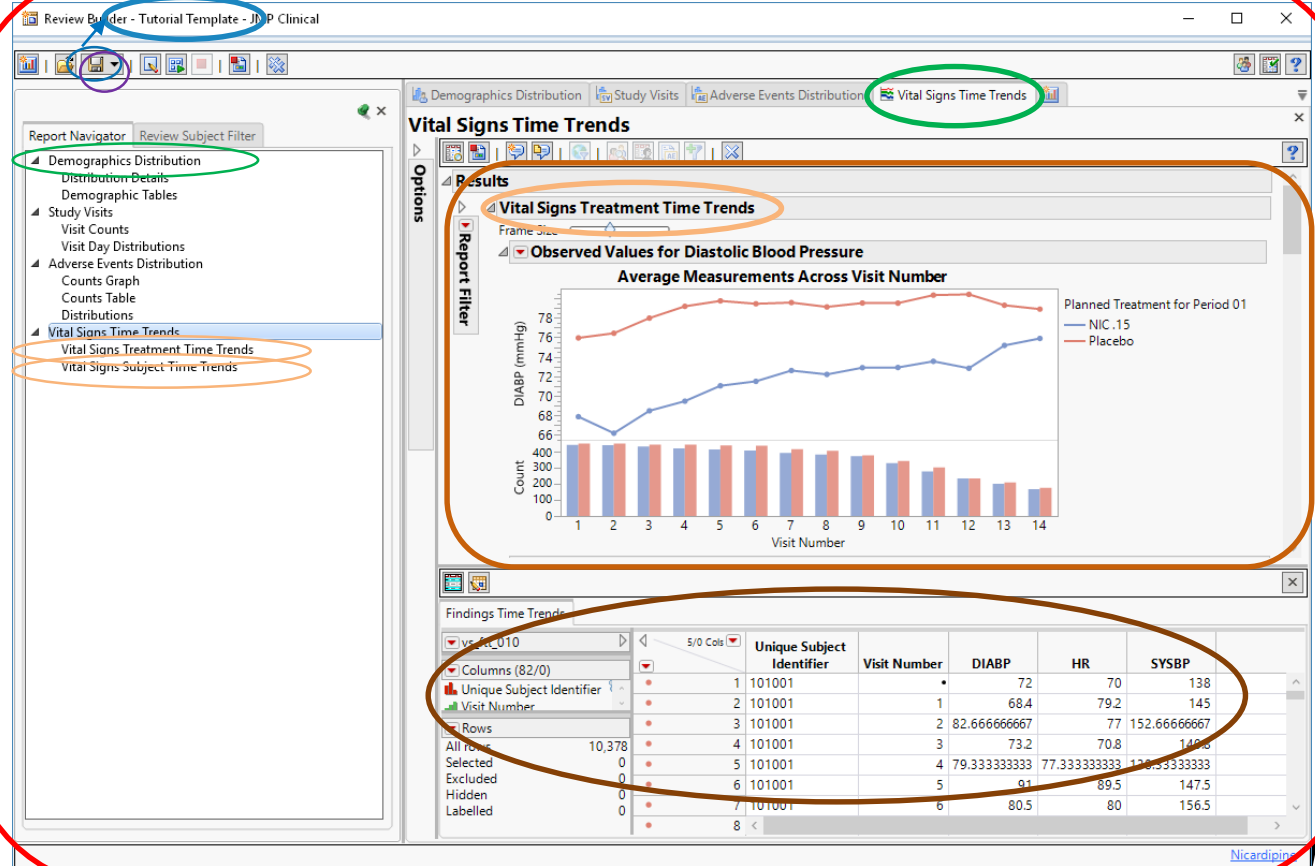 Review Builder - Tutorial Template - JMP Clinical
Demographics Distribution
Study Visits
Adverse Events Distribution
Vital Signs Time Trends
Report Navigator
Review Subject Filter
Demographics Distribution
Distribution Details
Demographic Tables
Study Visits
Visit Counts
Visit Day Distributions
Adverse Events Distribution
Counts Graph
Counts Table
Distributions
Vital Signs Time Trends
Vital Signs Treatment Time Trends
Vital Signs Subject Time Trends
Vital Signs Time Trends
Options
Results
Report Filter
Vital Signs Treatment Time Trends
Frame Size
Observed Values for Diastolic Blood Pressure
Average Measurements Across Visit Number
DIABP (mmHg)
78
76
74
72
70
68
66
Count
400
300
200
100
0
1 2 3 4 5 6 7 8 9 10 11 12 13 14
Visit Number
Planned Treatment for Period 01
NIC .15
Placebo
Findings Time Trends
vs_ftt_010
Columns (82/0)
Unique Subject Identifier
Visit Number
Rows
All rows 10,378
Selected 0
Excluded 0
Hidden 0
Labelled 0
5/0 Cols
Unique Subject Identifier Visit Number DIABP HR SYSBP
1 101001 • 72 70 138
2 101001 1 68.4 79.2 145
3 101001 2 82.666666667 77 152.66666667
4 101001 3 73.2 70.8
5 101001 4 79.333333333 77.333333333
6 101001 5 91 89.5 147.5
7 101001 6 80.5 80 156.5
8
Nicardipine